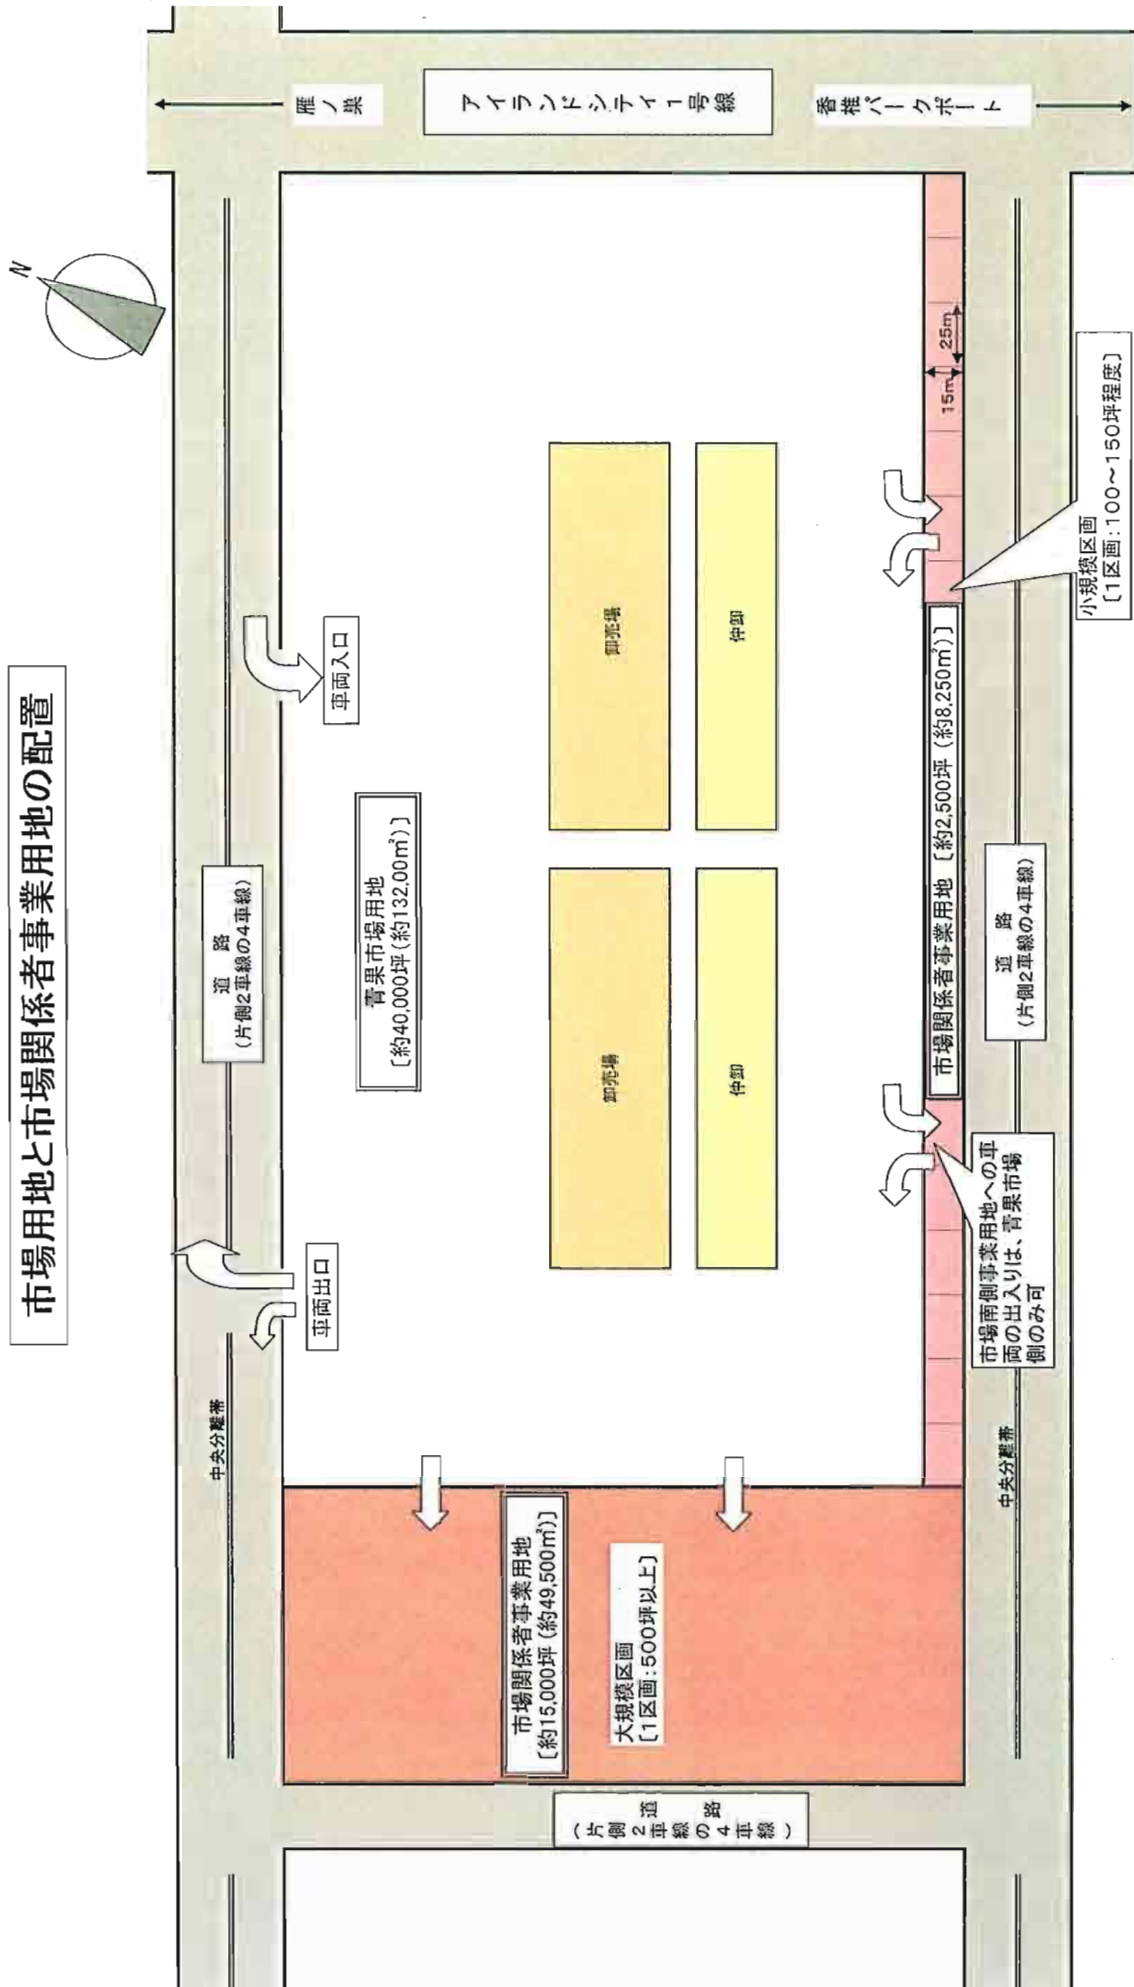 市場用地と市場関係者事業用地の配置
N
雁ノ巣
アイランドシティ1号線
香椎パークポート
道　路
(片側2車線の4車線)
中央分離帯
車両出口
車両入口
青果市場用地
〔約40,000坪(約132,00㎡)〕
卸売場
卸売場
仲卸
仲卸
市場関係者事業用地
〔約15,000坪(約49,500㎡)〕
大規模区画
〔1区画:500坪以上〕
道　路
(片側2車線の4車線)
市場関係者事業用地〔約2,500坪(約8,250㎡)〕
15m
25m
小規模区画
〔1区画:100～150坪程度〕
市場南側事業用地への車
両の出入りは、青果市場
側のみ可
道　路
(片側2車線の4車線)
中央分離帯